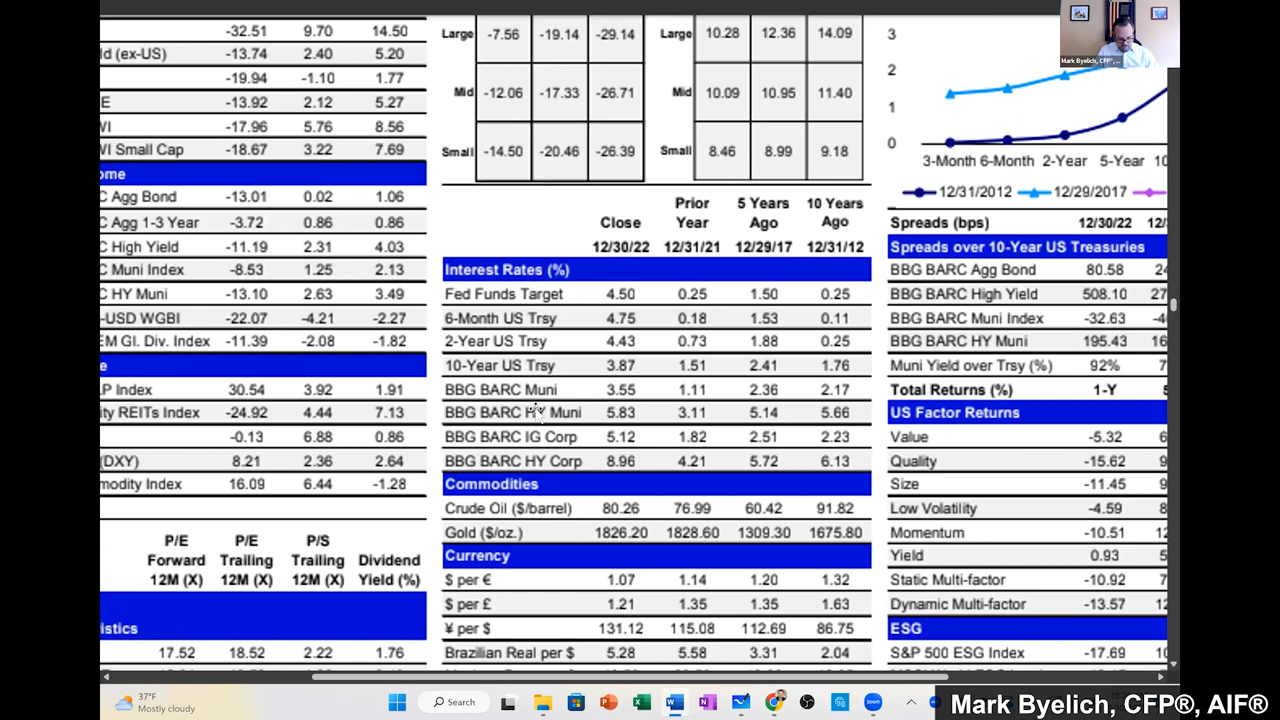 -32.51 9.70 14.50
ld (ex-US) -13.74 2.40 5.20
-19.94 -1.10 1.77
E -13.92 2.12 5.27
WI -17.96 5.76 8.56
WI Small Cap -18.67 3.22 7.69
ome
C Agg Bond -13.01 0.02 1.06
C Agg 1-3 Year -3.72 0.86 0.86
C High Yield -11.19 2.31 4.03
C Muni Index -8.53 1.25 2.13
C HY Muni -13.10 2.63 3.49
-USD WGBI -22.07 -4.21 -2.27
EM Gl. Div. Index -11.39 -2.08 -1.82
e
LP Index 30.54 3.92 1.91
ity REITs Index -24.92 4.44 7.13
-0.13 6.88 0.86
(DXY) 8.21 2.36 2.64
modity Index 16.09 6.44 -1.28
P/E P/E P/S
Forward Trailing Trailing Dividend
12M (X) 12M (X) 12M (X) Yield (%)
istics
17.52 18.52 2.22 1.76
Large -7.56 -19.14 -29.14
Mid -12.06 -17.33 -26.71
Small -14.50 -20.46 -26.39
Large 10.28 12.36 14.09
Mid 10.09 10.95 11.40
Small 8.46 8.99 9.18
Prior 5 Years 10 Years
Close Year Ago Ago
12/30/22 12/31/21 12/29/17 12/31/12
Interest Rates (%)
Fed Funds Target 4.50 0.25 1.50 0.25
6-Month US Trsy 4.75 0.18 1.53 0.11
2-Year US Trsy 4.43 0.73 1.88 0.25
10-Year US Trsy 3.87 1.51 2.41 1.76
BBG BARC Muni 3.55 1.11 2.36 2.17
BBG BARC HY Muni 5.83 3.11 5.14 5.66
BBG BARC IG Corp 5.12 1.82 2.51 2.23
BBG BARC HY Corp 8.96 4.21 5.72 6.13
Commodities
Crude Oil ($/barrel) 80.26 76.99 60.42 91.82
Gold ($/oz.) 1826.20 1828.60 1309.30 1675.80
Currency
$ per € 1.07 1.14 1.20 1.32
$ per £ 1.21 1.35 1.35 1.63
¥ per $ 131.12 115.08 112.69 86.75
Brazilian Real per $ 5.28 5.58 3.31 2.04
3
2
1
0
3-Month 6-Month 2-Year 5-Year 10
12/31/2012 12/29/2017
Spreads (bps) 12/30/22 12/
Spreads over 10-Year US Treasuries
BBG BARC Agg Bond 80.58 24
BBG BARC High Yield 508.10 27
BBG BARC Muni Index -32.63 -4
BBG BARC HY Muni 195.43 16
Muni Yield over Trsy (%) 92% 7
Total Returns (%) 1-Y
US Factor Returns
Value -5.32 6
Quality -15.62 9
Size -11.45 9
Low Volatility -4.59 8
Momentum -10.51
Yield 0.93 5
Static Multi-factor -10.92 7
Dynamic Multi-factor -13.57 12
ESG
S&P 500 ESG Index -17.69 10
Mark Byelich, CFP®, ...
37°F
Mostly cloudy
Search
zoom
Mark Byelich, CFP®, AIF®